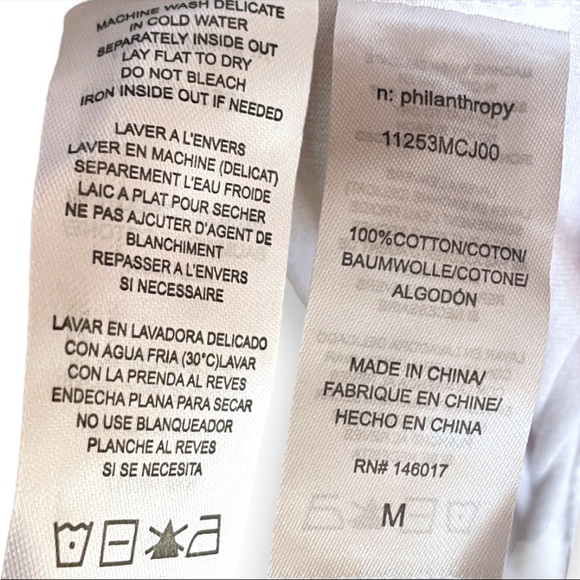 MACHINE WASH DELICATE
IN COLD WATER
SEPARATELY INSIDE OUT
LAY FLAT TO DRY
DO NOT BLEACH
IRON INSIDE OUT IF NEEDED
LAVER A L'ENVERS
LAVER EN MACHINE (DELICAT)
SEPAREMENT L'EAU FROIDE
LAIC A PLAT POUR SECHER
NE PAS AJCUTER D'AGENT DE
BLANCHIMENT
REPASSER A L'ENVERS
SI NECESSAIRE
LAVAR EN LAVADORA DELICADO
CON AGUA FRIA (30°C)LAVAR
CON LA PRENDA AL REVES
ENDECHA PLANA PARA SECAR
NO USE BLANQUEADOR
PLANCHE AL REVES
SI SE NECESITA
n: philanthropy
11253MCJ00
100%COTTON/COTON/
BAUMWOLLE/COTONE/
ALGODÓN
MADE IN CHINA/
FABRIQUE EN CHINE/
HECHO EN CHINA
RN# 146017
M